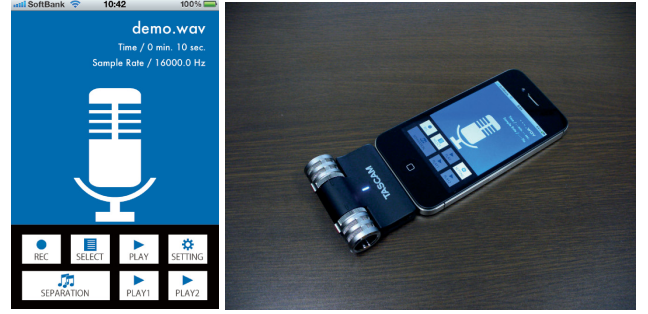 SoftBank 10:42 100%
demo.wav
Time / 0 min. 10 sec.
Sample Rate / 16000.0 Hz
REC SELECT PLAY SETTING
SEPARATION PLAY1 PLAY2
TASCAM